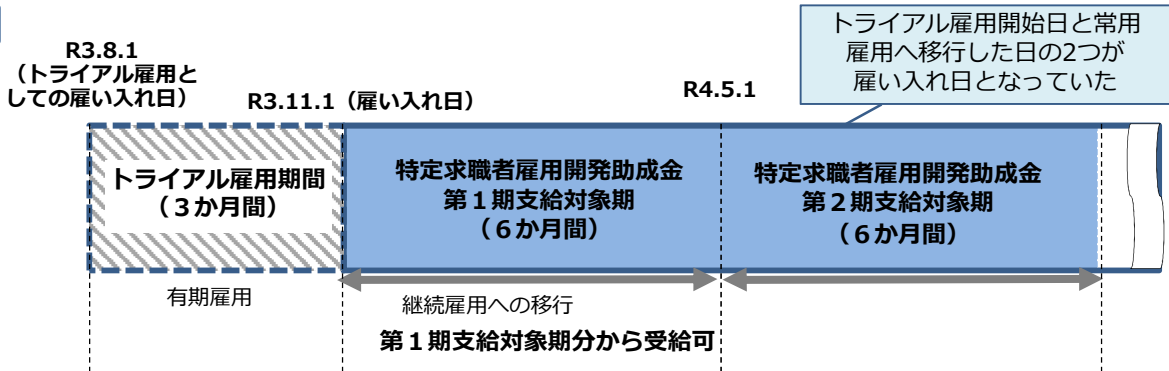 トライアル雇用開始日と常用
雇用へ移行した日の2つが
雇い入れ日となっていた
R3.8.1
（トライアル雇用と
しての雇い入れ日）
R3.11.1（雇い入れ日）
R4.5.1
トライアル雇用期間
（３か月間）
特定求職者雇用開発助成金
第１期支給対象期
（６か月間）
特定求職者雇用開発助成金
第２期支給対象期
（６か月間）
有期雇用
継続雇用への移行
第１期支給対象期分から受給可